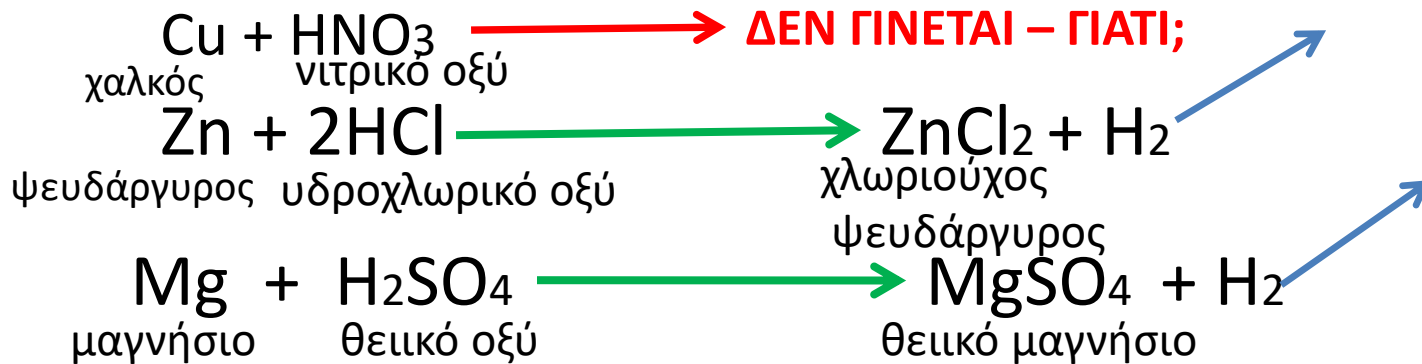 Cu + HNO3 ΔΕΝ ΓΙΝΕΤΑΙ – ΓΙΑΤΙ;
χαλκός νιτρικό οξύ
Zn + 2HCl ZnCl2 + H2
ψευδάργυρος υδροχλωρικό οξύ χλωριούχος
ψευδάργυρος
Mg + H2SO4 MgSO4 + H2
μαγνήσιο θειικό οξύ θειικό μαγνήσιο